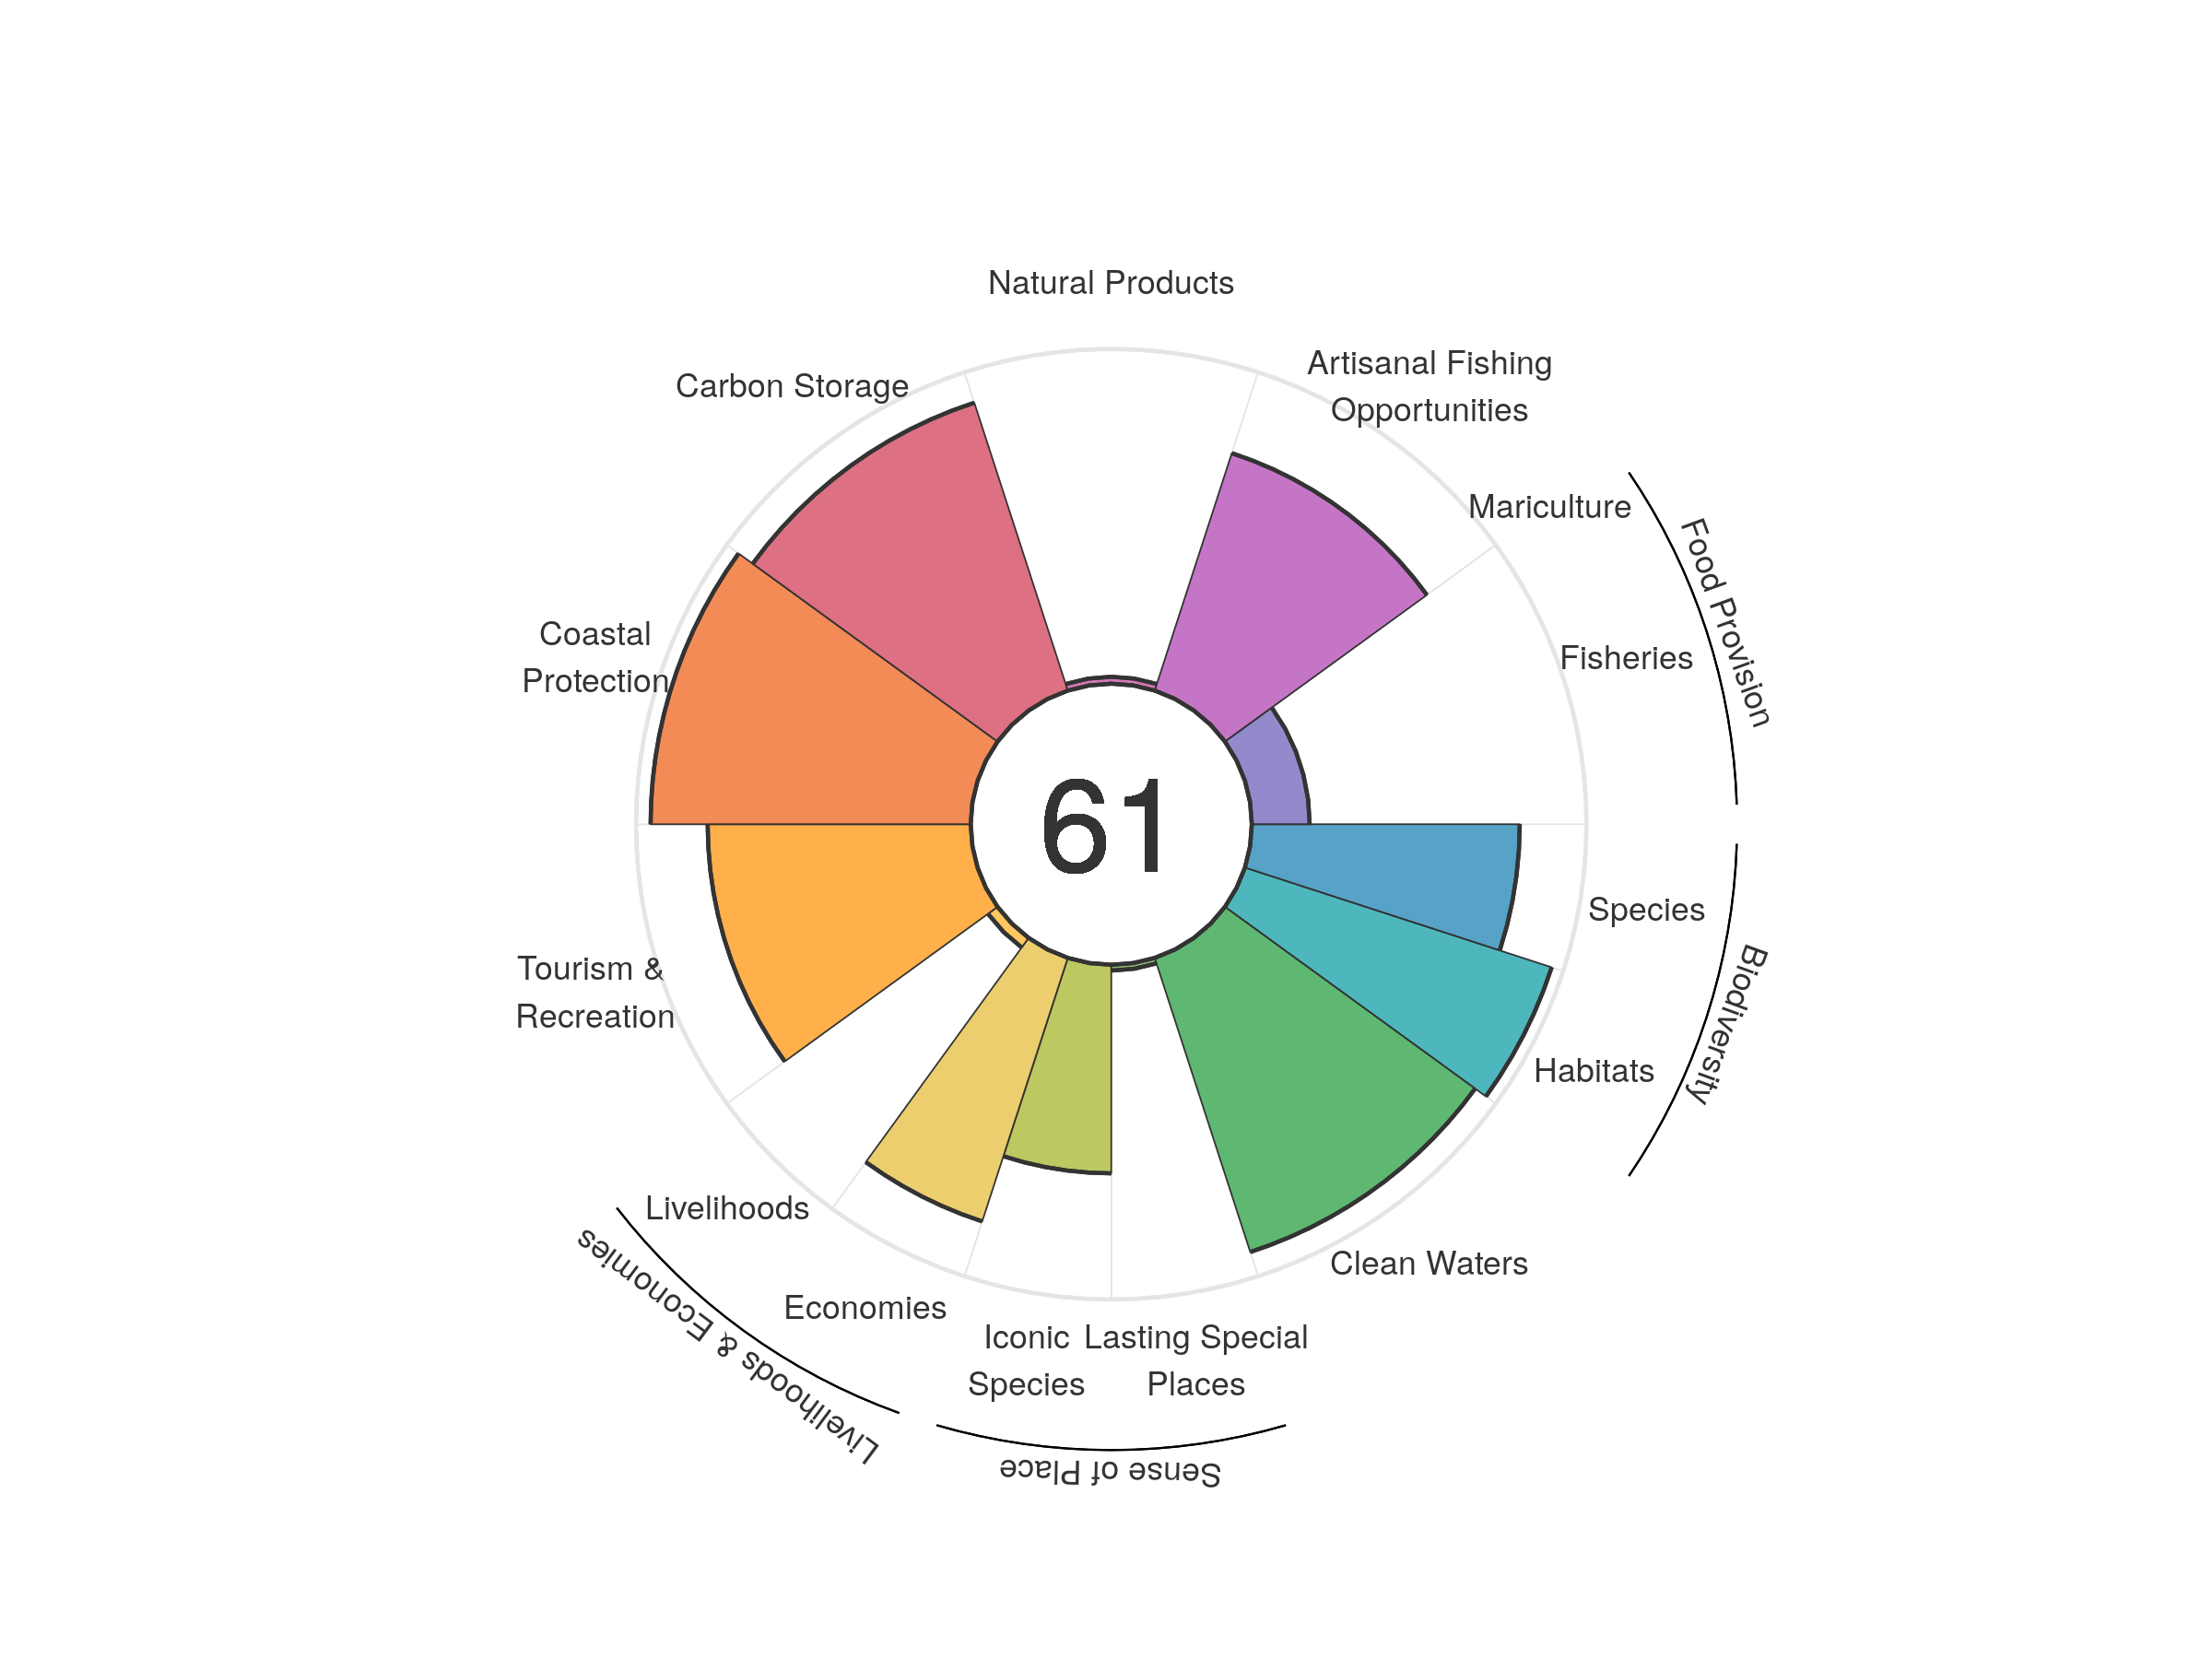 Natural Products
Artisanal Fishing
Opportunities
Carbon Storage
Mariculture
Food Provision
Fisheries
Coastal
Protection
61
Species
Biodiversity
Habitats
Tourism &
Recreation
Livelihoods
Livelihoods & Economies
Economies
Clean Waters
Iconic
Species
Lasting Special
Places
Sense of Place